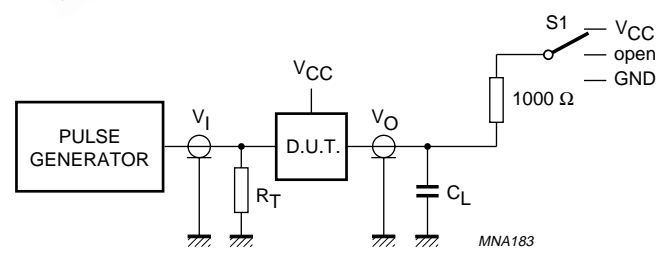 S1
VCC
open
GND
VCC
1000 Ω
VI
VO
PULSE
GENERATOR
D.U.T.
RT
CL
MNA183